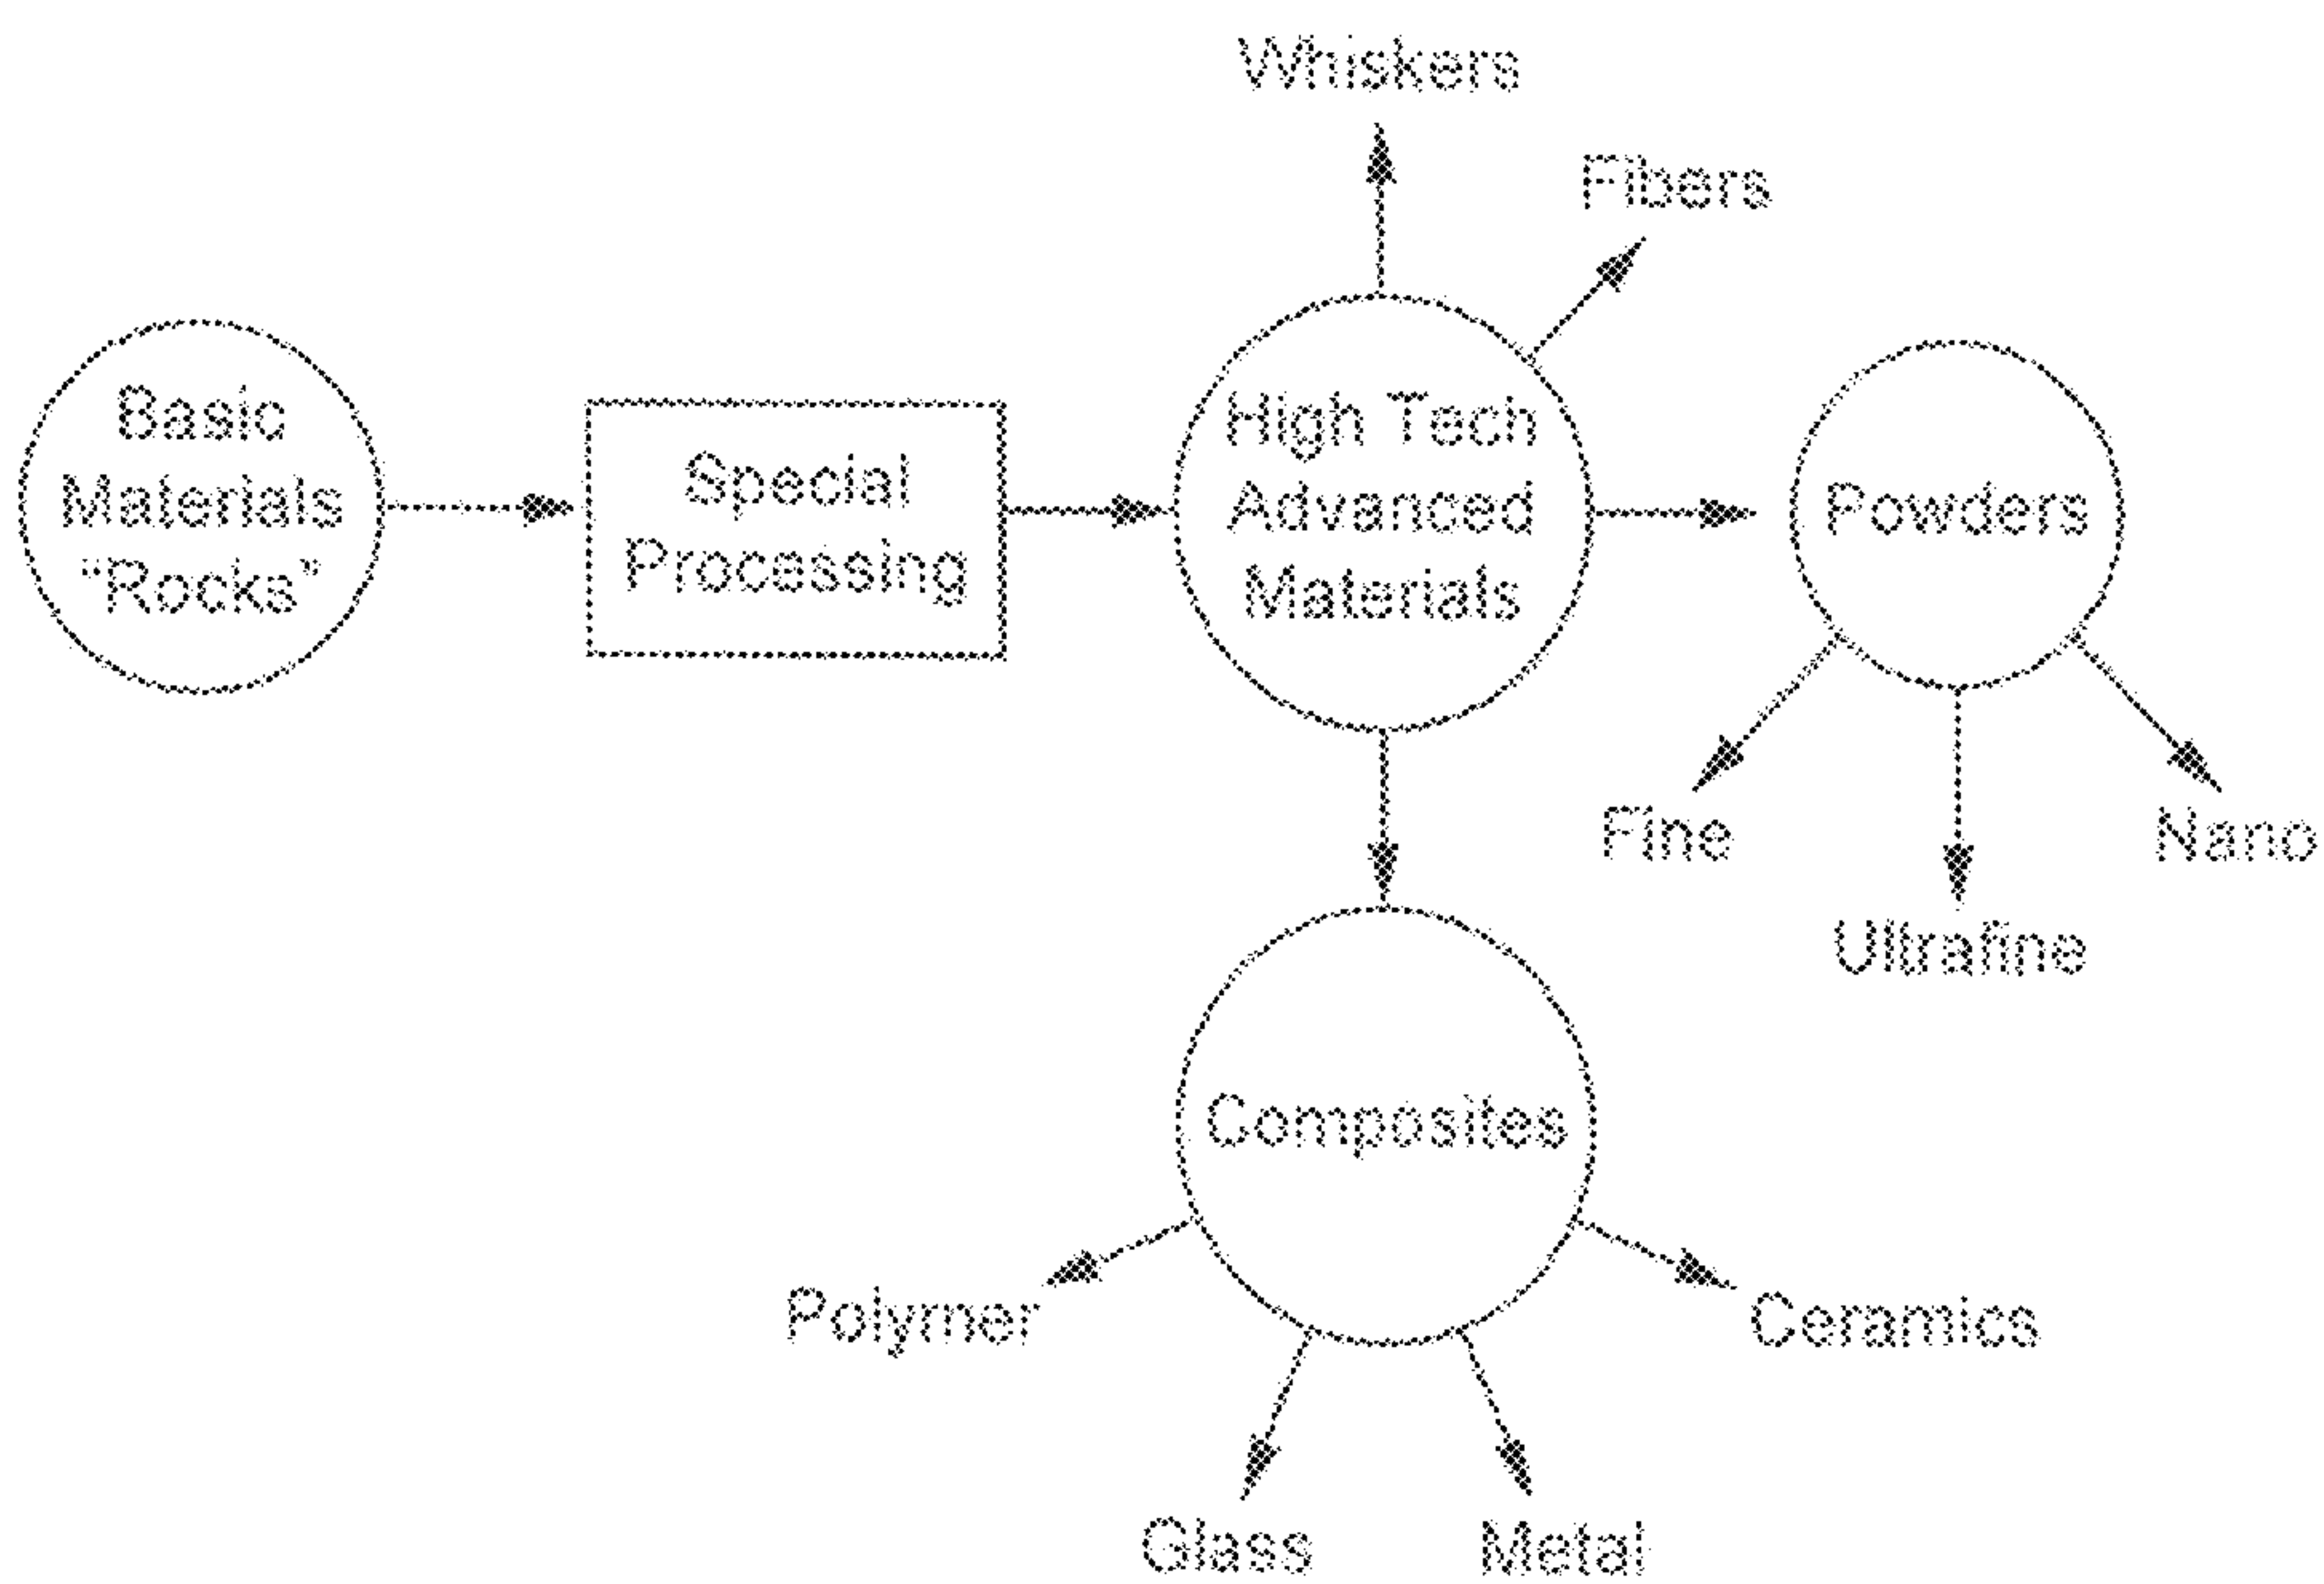 Whiskers
Fibers
Basic
Materials
"Rocks"
Special
Processing
High Tech
Advanced
Materials
Powders
Fine
Ultrafine
Nano
Composites
Polymer
Glass
Metal
Ceramics